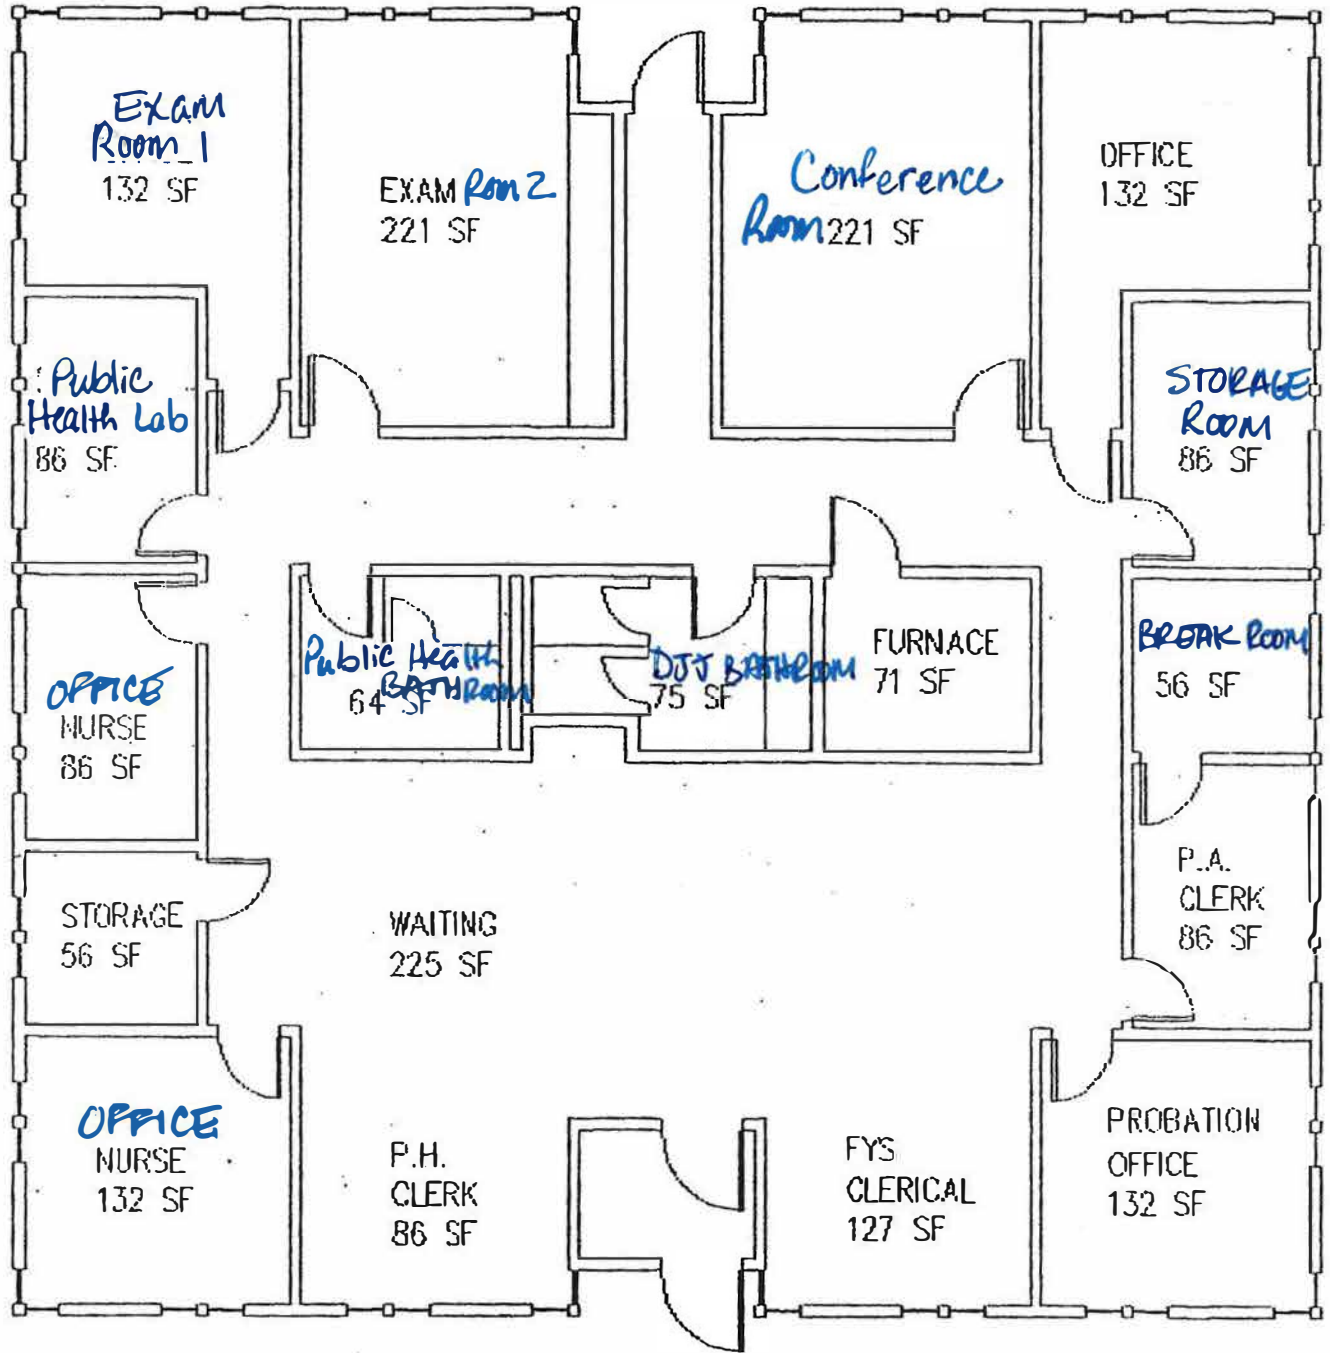 Exam
Room 1
132 SF
EXAM Room 2
221 SF
Conference
Room 221 SF
OFFICE
132 SF
Public
Health Lab
86 SF
STORAGE
ROOM
86 SF
OFFICE
NURSE
86 SF
Public Health
BATHROOM
64 SF
DJJ BATHROOM
75 SF
FURNACE
71 SF
BREAK ROOM
56 SF
STORAGE
56 SF
WAITING
225 SF
P.A.
CLERK
86 SF
OFFICE
NURSE
132 SF
P.H.
CLERK
86 SF
FYS
CLERICAL
127 SF
PROBATION
OFFICE
132 SF